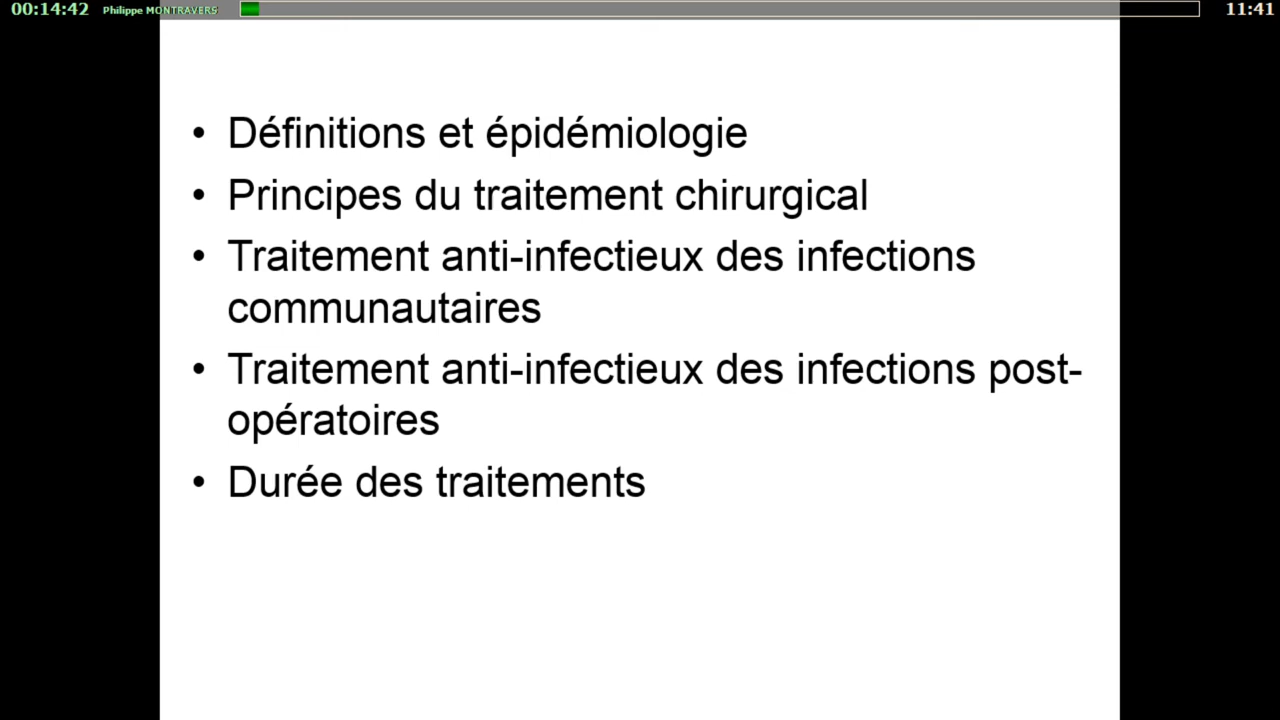 00:14:42 Philippe MONTRAVERS 11:41
• Définitions et épidémiologie
• Principes du traitement chirurgical
• Traitement anti-infectieux des infections
communautaires
• Traitement anti-infectieux des infections post-
opératoires
• Durée des traitements